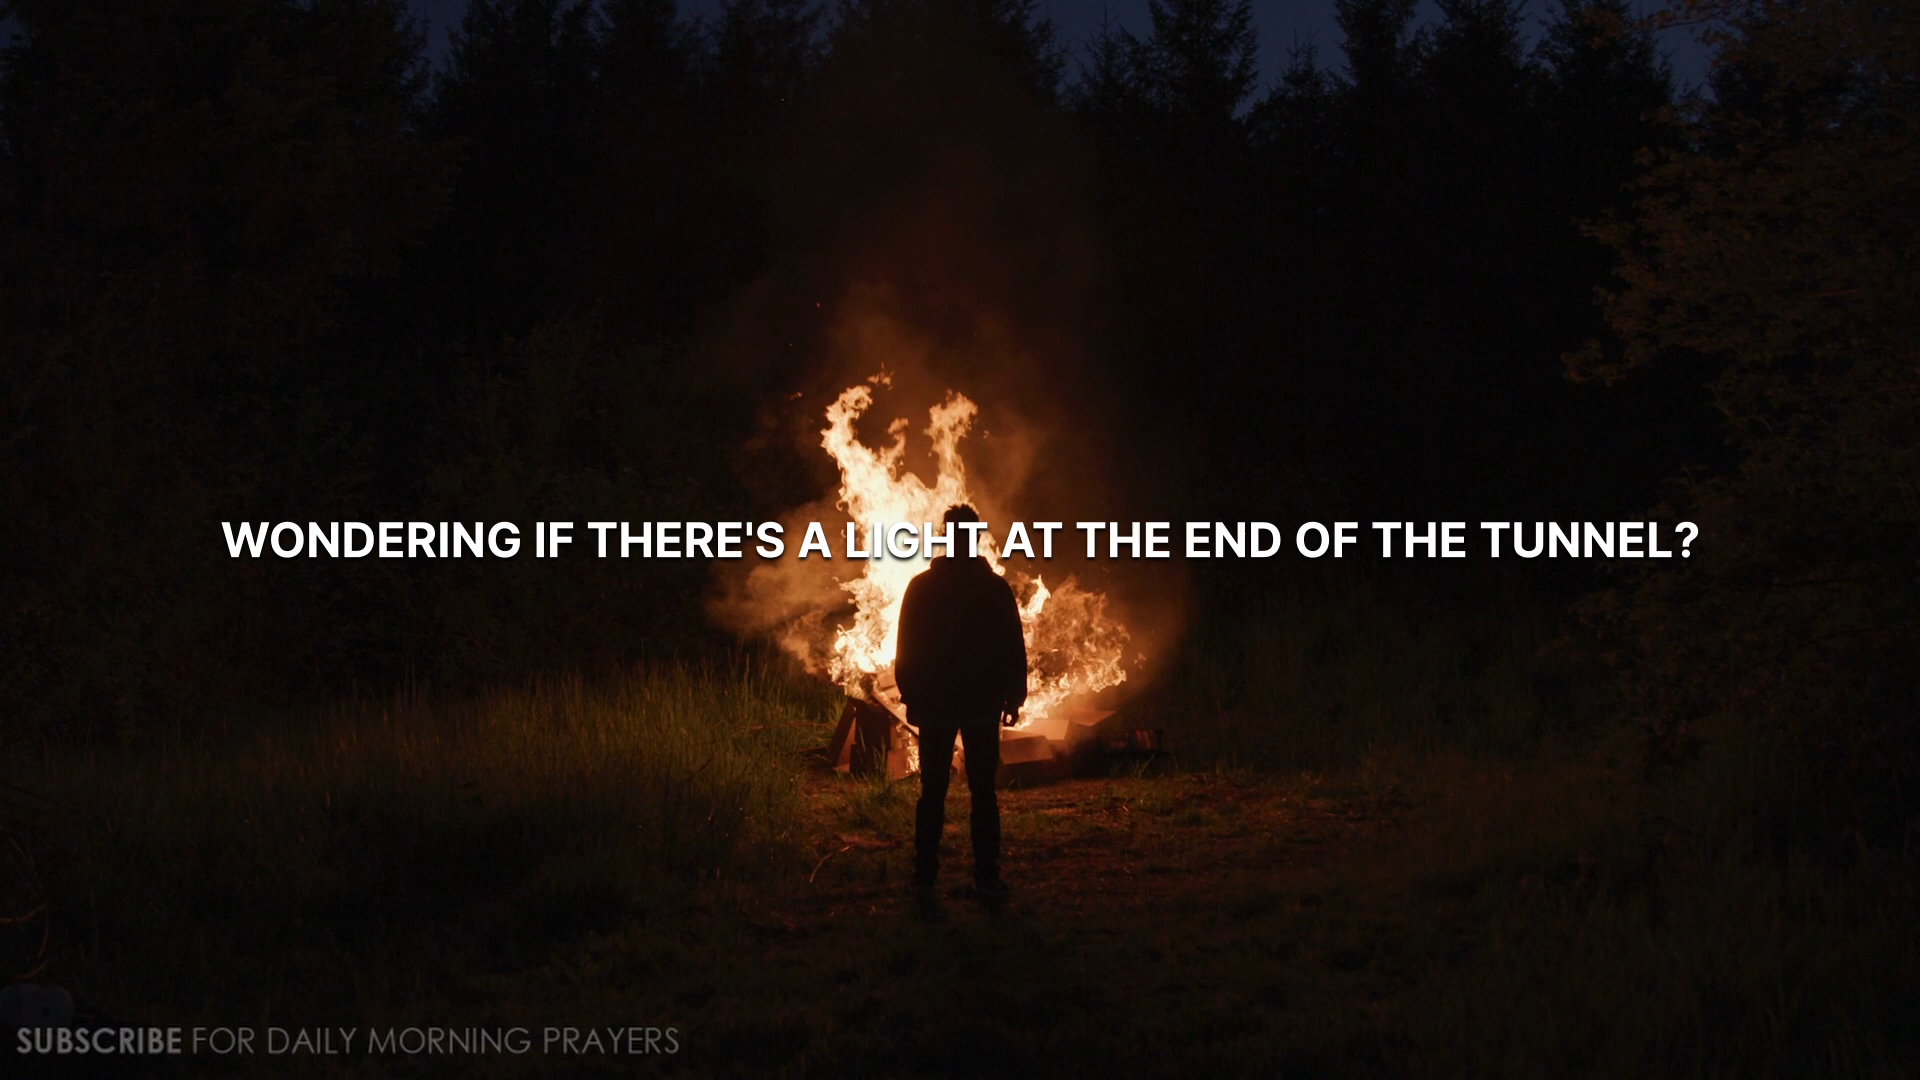 WONDERING IF THERE'S A LIGHT AT THE END OF THE TUNNEL?
SUBSCRIBE FOR DAILY MORNING PRAYERS